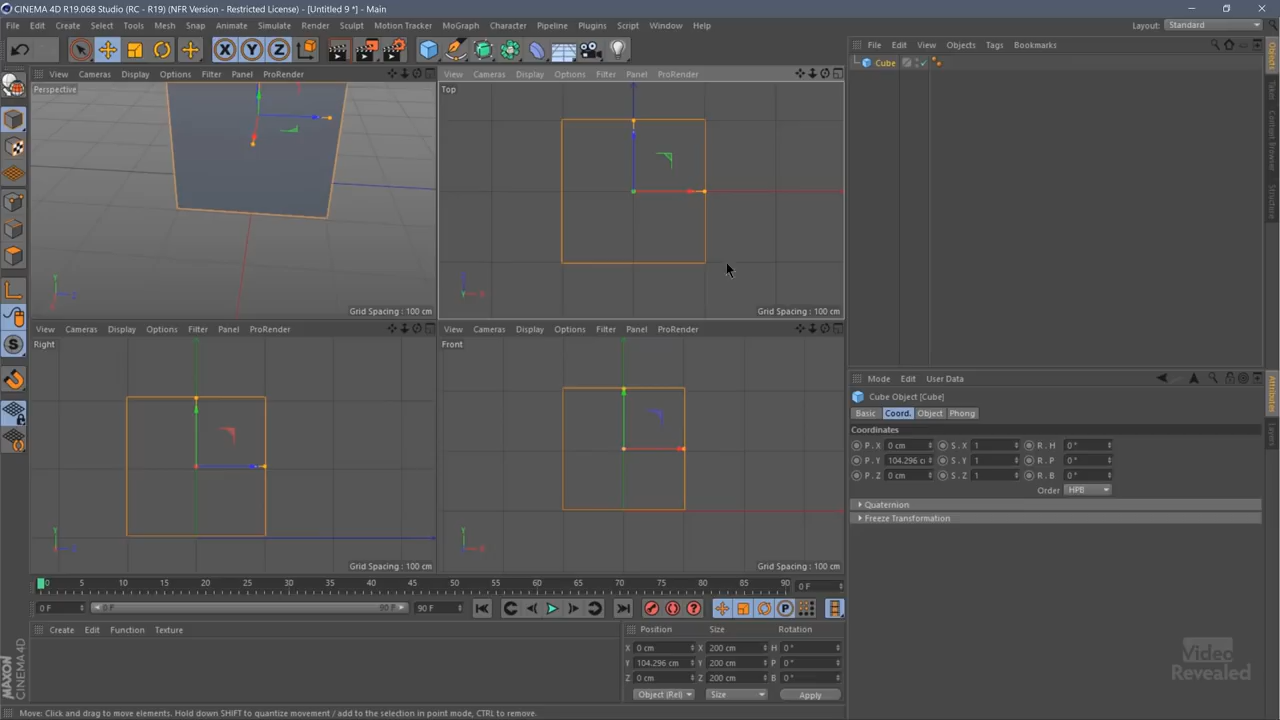 CINEMA 4D R19.068 Studio (RC - R19) (NFR Version - Restricted License) - [Untitled 9 *] - Main
File Edit Create Select Tools Mesh Snap Animate Simulate Render Sculpt Motion Tracker MoGraph Character Pipeline Plugins Script Window Help
Layout: Standard
X Y Z
File Edit View Objects Tags Bookmarks
Cube
View Cameras Display Options Filter Panel ProRender
Perspective
Grid Spacing : 100 cm
View Cameras Display Options Filter Panel ProRender
Top
Grid Spacing : 100 cm
View Cameras Display Options Filter Panel ProRender
Right
Grid Spacing : 100 cm
View Cameras Display Options Filter Panel ProRender
Front
Grid Spacing : 100 cm
Objects
Takes
Content Browser
Structure
Attributes
Layers
Mode Edit User Data
Cube Object [Cube]
Basic Coord. Object Phong
Coordinates
P . X 0 cm S . X 1 R . H 0 °
P . Y 104.296 c S . Y 1 R . P 0 °
P . Z 0 cm S . Z 1 R . B 0 °
Order HPB
Quaternion
Freeze Transformation
0 5 10 15 20 25 30 35 40 45 50 55 60 65 70 75 80 85 90 0 F
0 F 0 F 90 F 90 F
Create Edit Function Texture
Position Size Rotation
X 0 cm X 200 cm H 0 °
Y 104.296 cm Y 200 cm P 0 °
Z 0 cm Z 200 cm B 0 °
Object (Rel) Size Apply
MAXON
CINEMA 4D
Video
Revealed
Move: Click and drag to move elements. Hold down SHIFT to quantize movement / add to the selection in point mode, CTRL to remove.